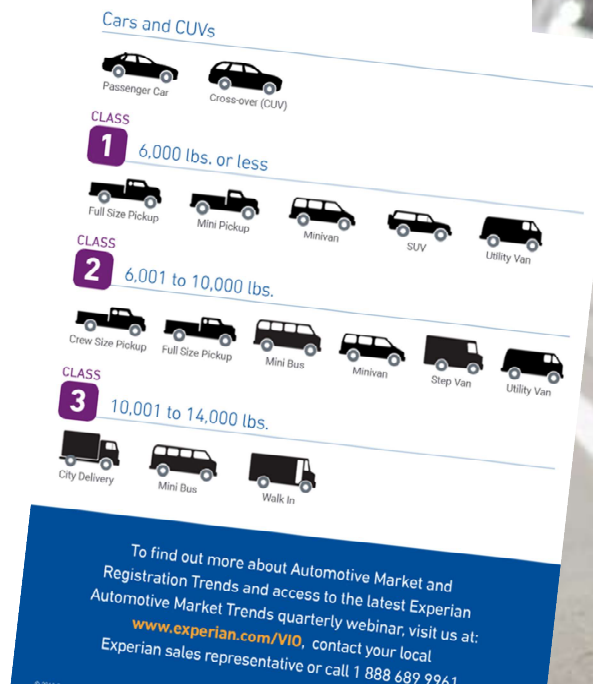 Cars and CUVs
Passenger Car
Cross-over (CUV)
CLASS
1
6,000 lbs. or less
Full Size Pickup
Mini Pickup
Minivan
SUV
Utility Van
CLASS
2
6,001 to 10,000 lbs.
Crew Size Pickup
Full Size Pickup
Mini Bus
Minivan
Step Van
Utility Van
CLASS
3
10,001 to 14,000 lbs.
City Delivery
Mini Bus
Walk In
To find out more about Automotive Market and
Registration Trends and access to the latest Experian
Automotive Market Trends quarterly webinar, visit us at:
www.experian.com/VIO, contact your local
Experian sales representative or call 1 888 689 9961